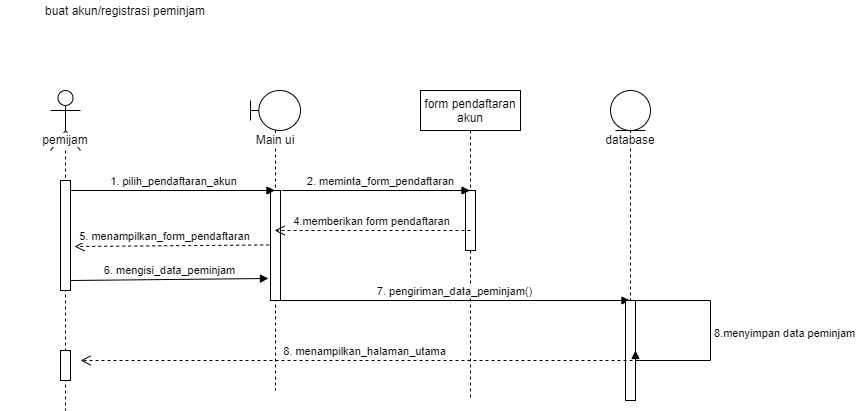 buat akun/registrasi peminjam
form pendaftaran
akun
pemijam
Main ui
database
1. pilih_pendaftaran_akun
2. meminta_form_pendaftaran
4.memberikan form pendaftaran
5. menampilkan_form_pendaftaran
6. mengisi_data_peminjam
7. pengiriman_data_peminjam()
8.menyimpan data peminjam
8. menampilkan_halaman_utama